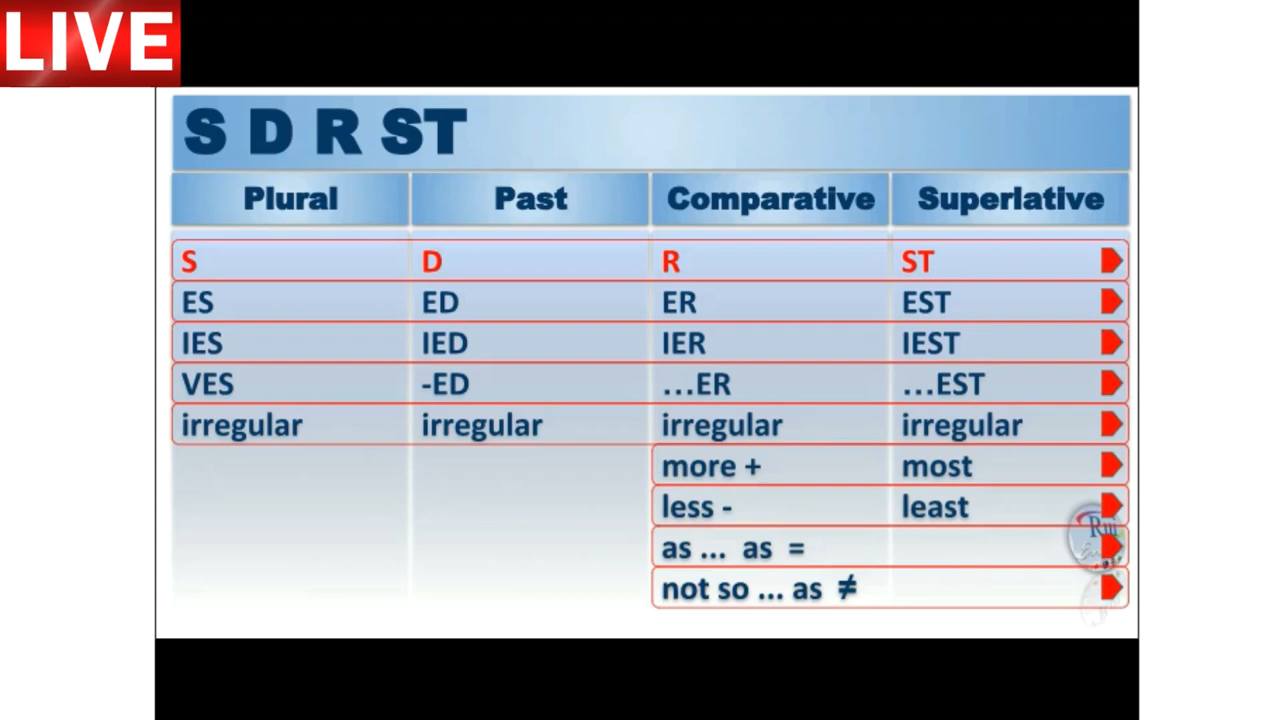 LIVE
S D R ST
Plural Past Comparative Superlative
S D R ST
ES ED ER EST
IES IED IER IEST
VES -ED ...ER ...EST
irregular irregular irregular irregular
more + most
less - least
as ... as =
not so ... as ≠